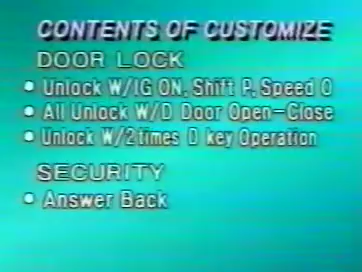 CONTENTS OF CUSTOMIZE
DOOR LOCK
• Unlock W/IG ON, Shift P, Speed 0
• All Unlock W/D Door Open-Close
• Unlock W/2times D key Operation
SECURITY
• Answer Back